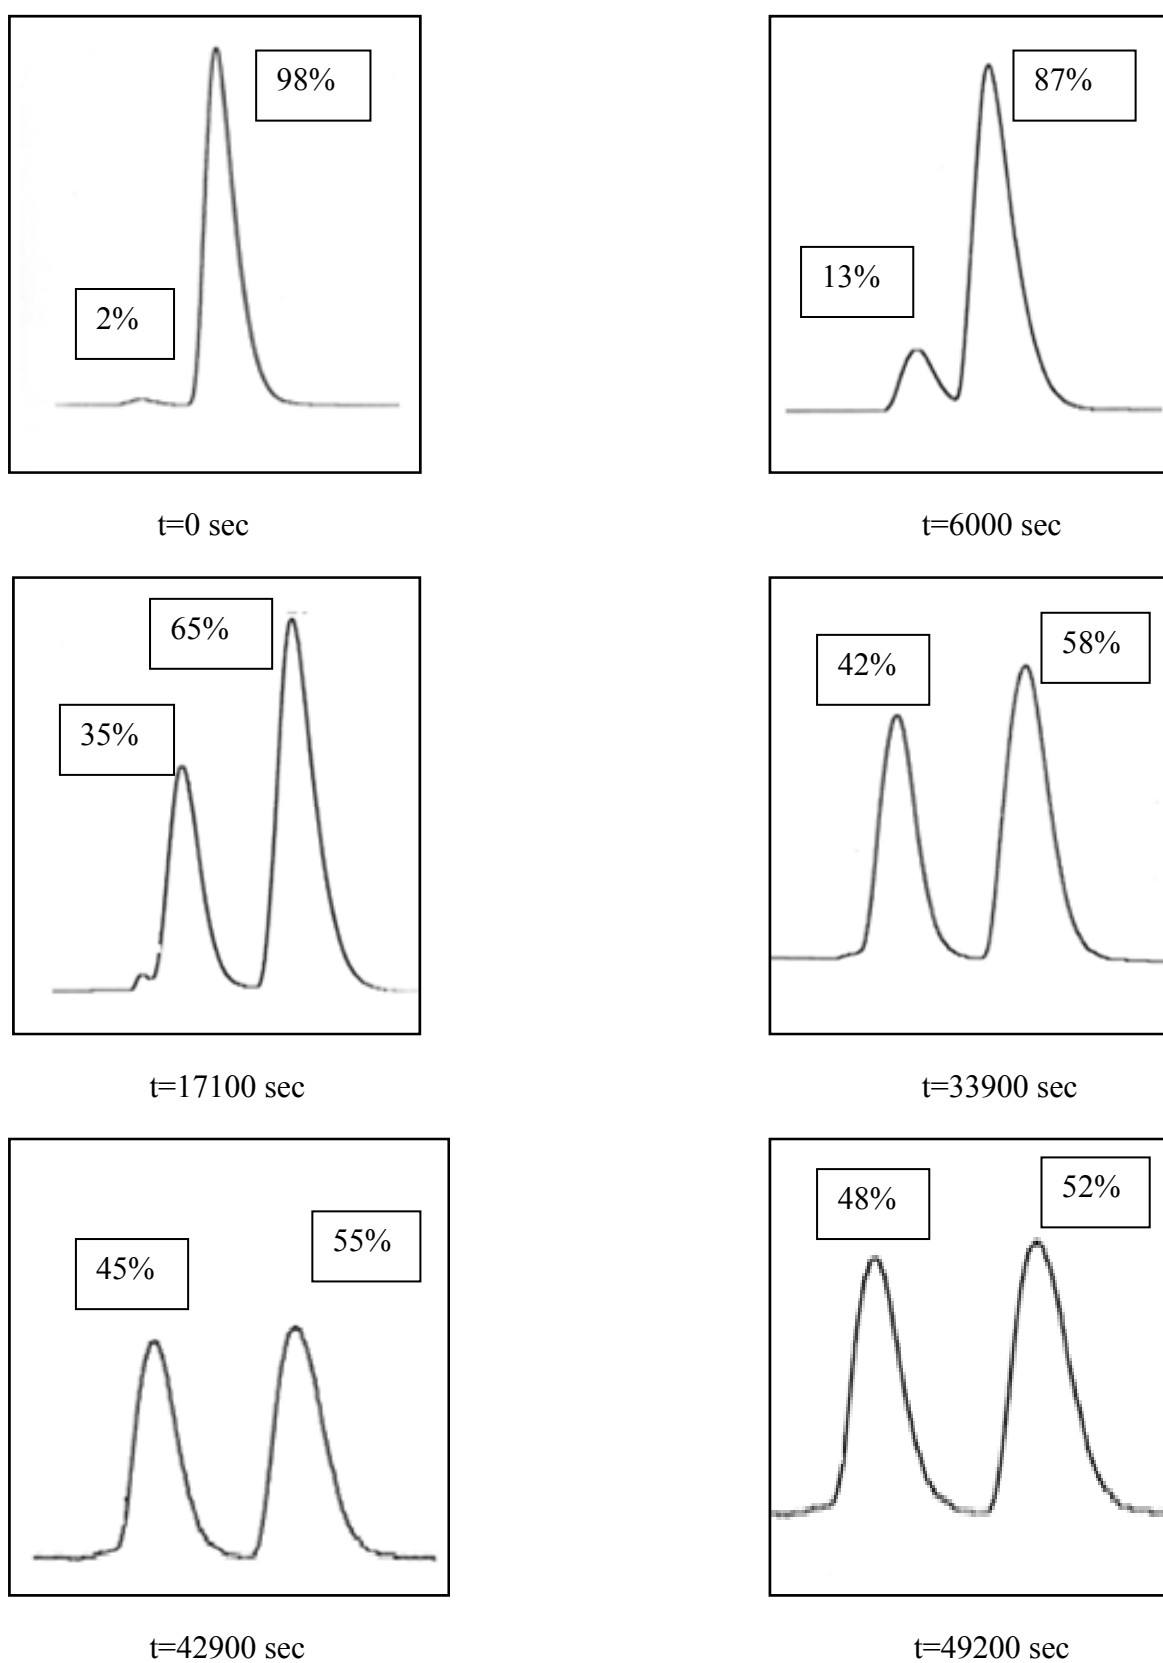 98%
2%
t=0 sec
87%
13%
t=6000 sec
65%
35%
t=17100 sec
58%
42%
t=33900 sec
55%
45%
t=42900 sec
52%
48%
t=49200 sec